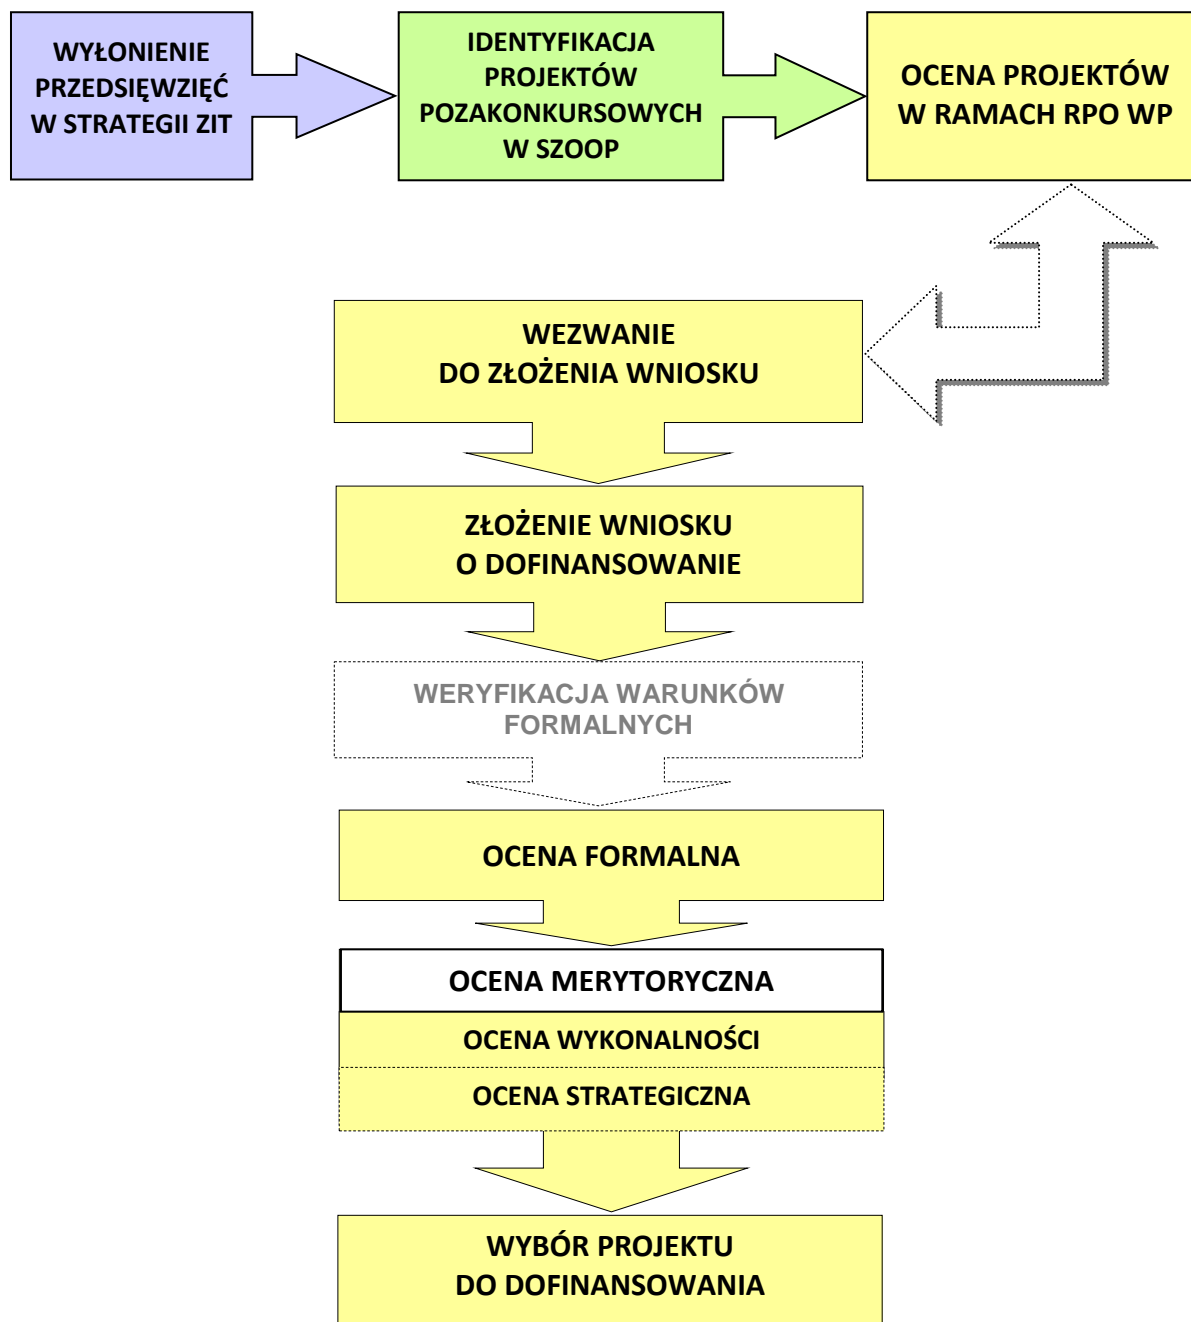 WYŁONIENIE
PRZEDSIĘWZIĘĆ
W STRATEGII ZIT
IDENTYFIKACJA
PROJEKTÓW
POZAKONKURSOWYCH
W SZOOP
OCENA PROJEKTÓW
W RAMACH RPO WP
WEZWANIE
DO ZŁOŻENIA WNIOSKU
ZŁOŻENIE WNIOSKU
O DOFINANSOWANIE
WERYFIKACJA WARUNKÓW
FORMALNYCH
OCENA FORMALNA
OCENA MERYTORYCZNA
OCENA WYKONALNOŚCI
OCENA STRATEGICZNA
WYBÓR PROJEKTU
DO DOFINANSOWANIA